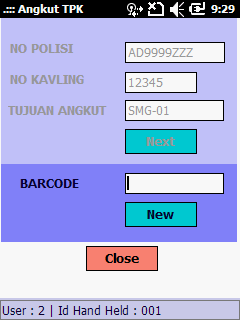 .:::: Angkut TPK 9:29
NO POLISI AD9999ZZZ
NO KAVLING 12345
TUJUAN ANGKUT SMG-01
Next
BARCODE
New
Close
User : 2 | Id Hand Held : 001